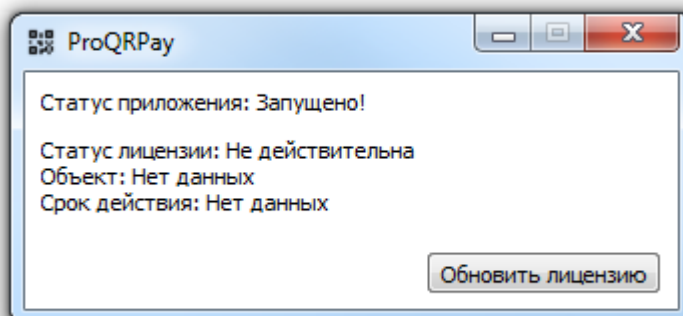 ProQRPay
Статус приложения: Запущено!
Статус лицензии: Не действительна
Объект: Нет данных
Срок действия: Нет данных
Обновить лицензию